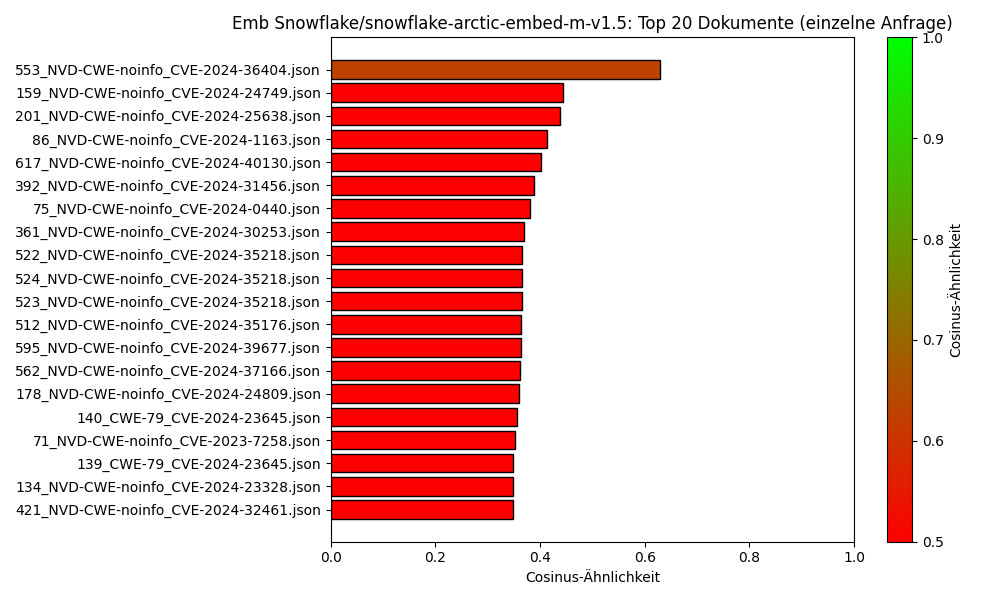 Emb Snowflake/snowflake-arctic-embed-m-v1.5: Top 20 Dokumente (einzelne Anfrage)
553_NVD-CWE-noinfo_CVE-2024-36404.json
159_NVD-CWE-noinfo_CVE-2024-24749.json
201_NVD-CWE-noinfo_CVE-2024-25638.json
86_NVD-CWE-noinfo_CVE-2024-1163.json
617_NVD-CWE-noinfo_CVE-2024-40130.json
392_NVD-CWE-noinfo_CVE-2024-31456.json
75_NVD-CWE-noinfo_CVE-2024-0440.json
361_NVD-CWE-noinfo_CVE-2024-30253.json
522_NVD-CWE-noinfo_CVE-2024-35218.json
524_NVD-CWE-noinfo_CVE-2024-35218.json
523_NVD-CWE-noinfo_CVE-2024-35218.json
512_NVD-CWE-noinfo_CVE-2024-35176.json
595_NVD-CWE-noinfo_CVE-2024-39677.json
562_NVD-CWE-noinfo_CVE-2024-37166.json
178_NVD-CWE-noinfo_CVE-2024-24809.json
140_CWE-79_CVE-2024-23645.json
71_NVD-CWE-noinfo_CVE-2023-7258.json
139_CWE-79_CVE-2024-23645.json
134_NVD-CWE-noinfo_CVE-2024-23328.json
421_NVD-CWE-noinfo_CVE-2024-32461.json
0.0 0.2 0.4 0.6 0.8 1.0
Cosinus-Ähnlichkeit
1.0
0.9
0.8
0.7
0.6
0.5
Cosinus-Ähnlichkeit